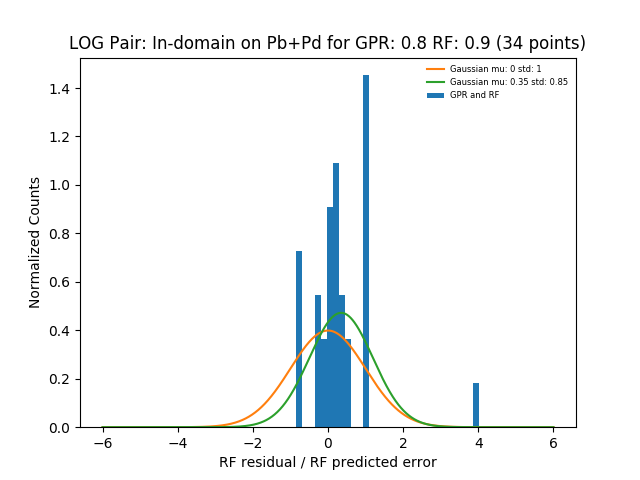 LOG Pair: In-domain on Pb+Pd for GPR: 0.8 RF: 0.9 (34 points)
Gaussian mu: 0 std: 1
Gaussian mu: 0.35 std: 0.85
GPR and RF
Normalized Counts
1.4
1.2
1.0
0.8
0.6
0.4
0.2
0.0
−6 −4 −2 0 2 4 6
RF residual / RF predicted error